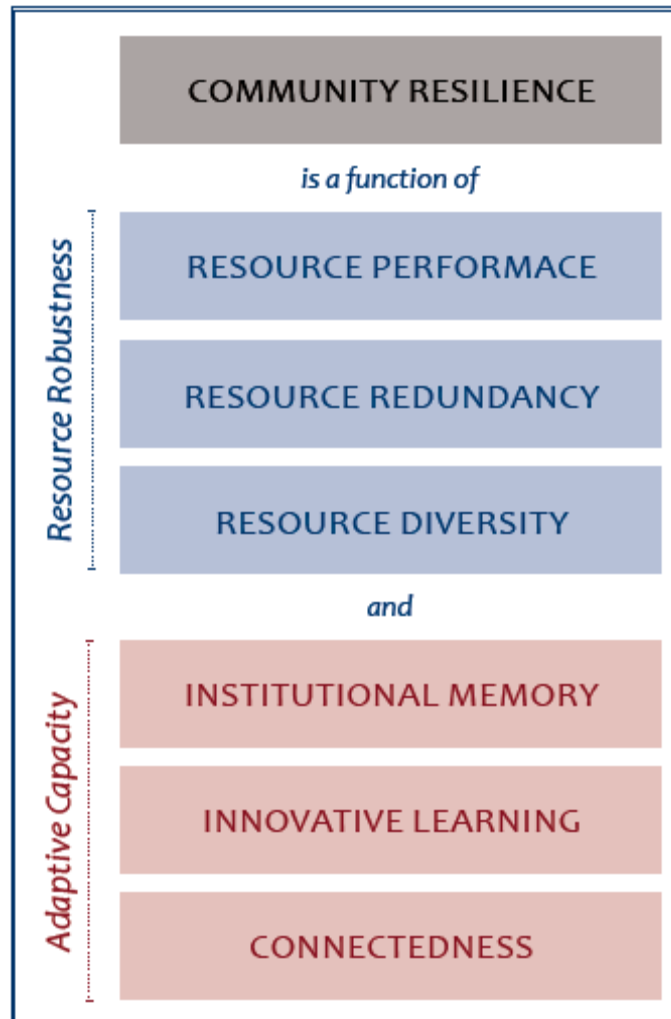 COMMUNITY RESILIENCE
is a function of
Resource Robustness
RESOURCE PERFORMACE
RESOURCE REDUNDANCY
RESOURCE DIVERSITY
and
Adaptive Capacity
INSTITUTIONAL MEMORY
INNOVATIVE LEARNING
CONNECTEDNESS